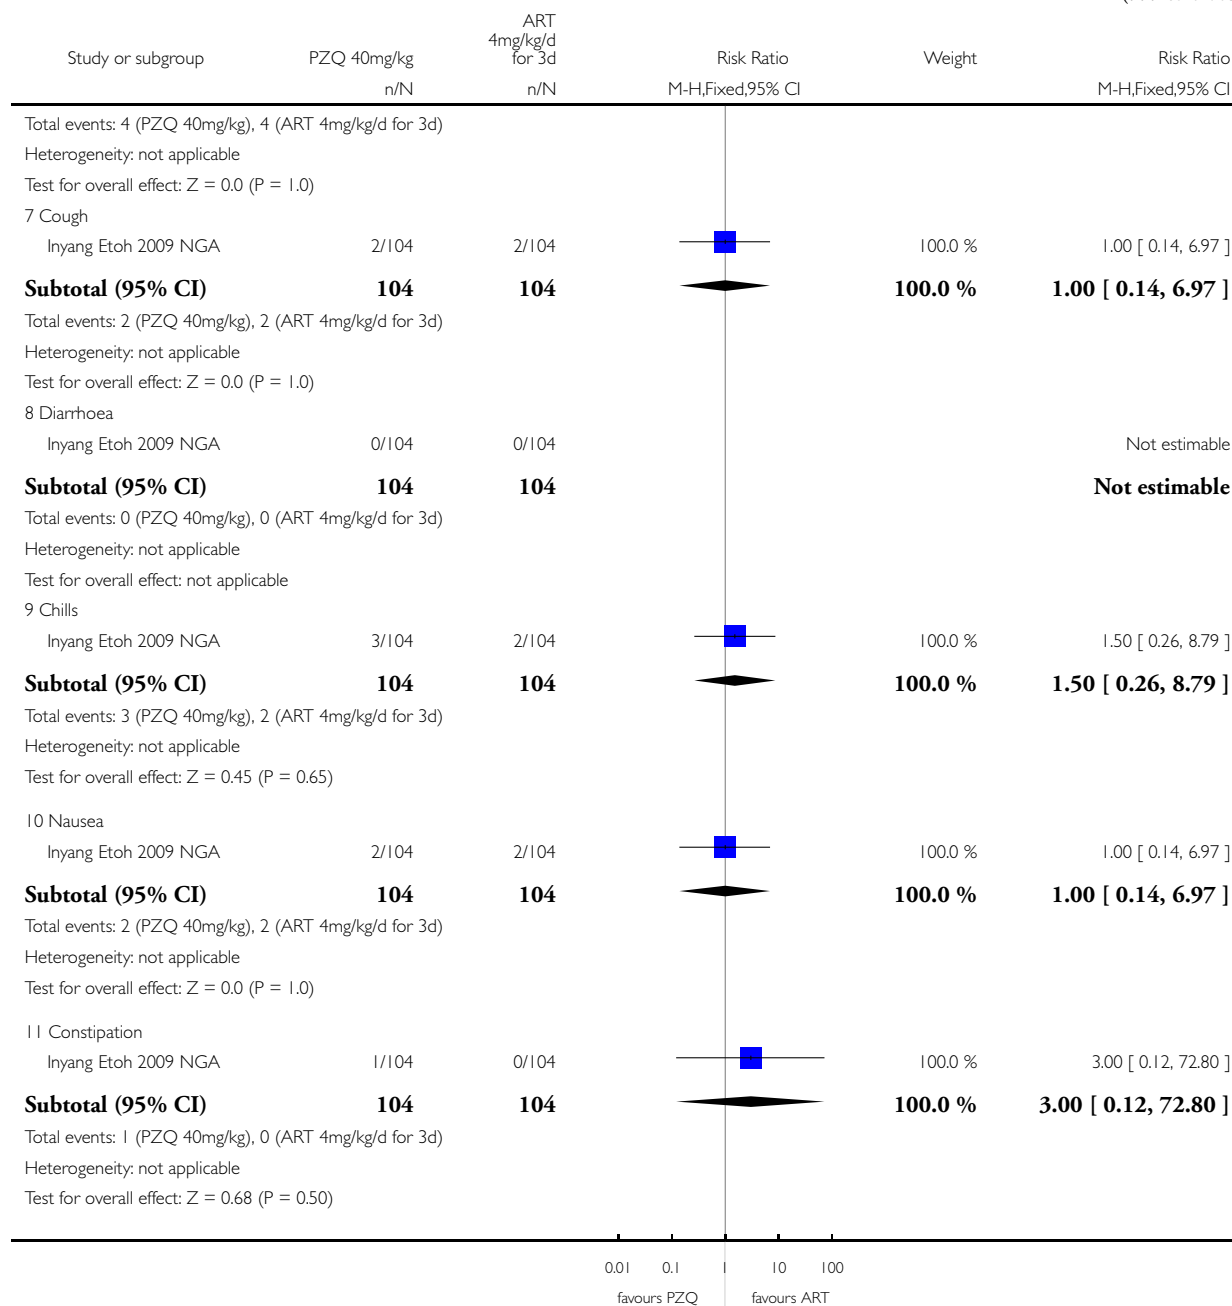 ART
4mg/kg/d
Study or subgroup PZQ 40mg/kg for 3d Risk Ratio Weight Risk Ratio
n/N n/N M-H,Fixed,95% CI M-H,Fixed,95% CI
Total events: 4 (PZQ 40mg/kg), 4 (ART 4mg/kg/d for 3d)
Heterogeneity: not applicable
Test for overall effect: Z = 0.0 (P = 1.0)
7 Cough
Inyang Etoh 2009 NGA 2/104 2/104 100.0 % 1.00 [ 0.14, 6.97 ]
Subtotal (95% CI) 104 104 100.0 % 1.00 [ 0.14, 6.97 ]
Total events: 2 (PZQ 40mg/kg), 2 (ART 4mg/kg/d for 3d)
Heterogeneity: not applicable
Test for overall effect: Z = 0.0 (P = 1.0)
8 Diarrhoea
Inyang Etoh 2009 NGA 0/104 0/104 Not estimable
Subtotal (95% CI) 104 104 Not estimable
Total events: 0 (PZQ 40mg/kg), 0 (ART 4mg/kg/d for 3d)
Heterogeneity: not applicable
Test for overall effect: not applicable
9 Chills
Inyang Etoh 2009 NGA 3/104 2/104 100.0 % 1.50 [ 0.26, 8.79 ]
Subtotal (95% CI) 104 104 100.0 % 1.50 [ 0.26, 8.79 ]
Total events: 3 (PZQ 40mg/kg), 2 (ART 4mg/kg/d for 3d)
Heterogeneity: not applicable
Test for overall effect: Z = 0.45 (P = 0.65)
10 Nausea
Inyang Etoh 2009 NGA 2/104 2/104 100.0 % 1.00 [ 0.14, 6.97 ]
Subtotal (95% CI) 104 104 100.0 % 1.00 [ 0.14, 6.97 ]
Total events: 2 (PZQ 40mg/kg), 2 (ART 4mg/kg/d for 3d)
Heterogeneity: not applicable
Test for overall effect: Z = 0.0 (P = 1.0)
11 Constipation
Inyang Etoh 2009 NGA 1/104 0/104 100.0 % 3.00 [ 0.12, 72.80 ]
Subtotal (95% CI) 104 104 100.0 % 3.00 [ 0.12, 72.80 ]
Total events: 1 (PZQ 40mg/kg), 0 (ART 4mg/kg/d for 3d)
Heterogeneity: not applicable
Test for overall effect: Z = 0.68 (P = 0.50)
0.01 0.1 1 10 100
favours PZQ favours ART